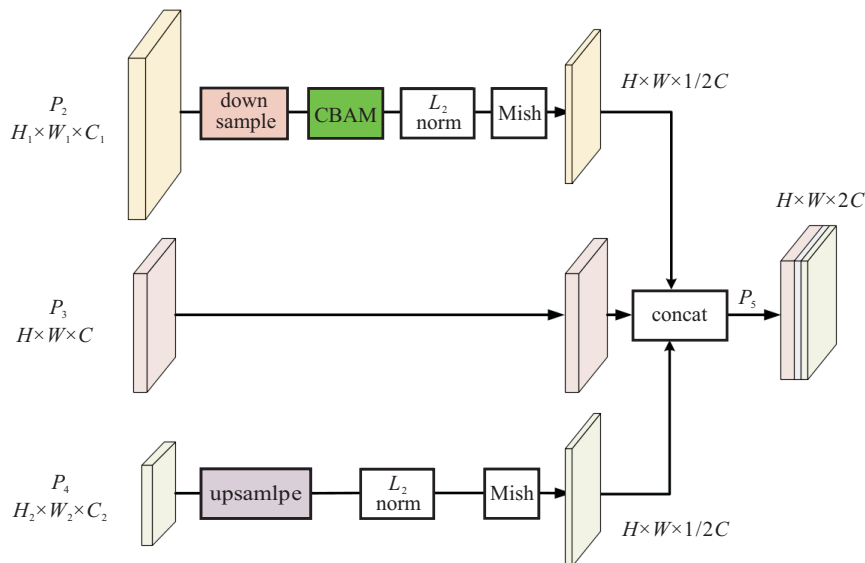 P₂
H₁×W₁×C₁
down
sample
CBAM
L₂
norm
Mish
H×W×1/2C
H×W×2C
P₃
H×W×C
concat
P₅
P₄
H₂×W₂×C₂
upsamlpe
L₂
norm
Mish
H×W×1/2C